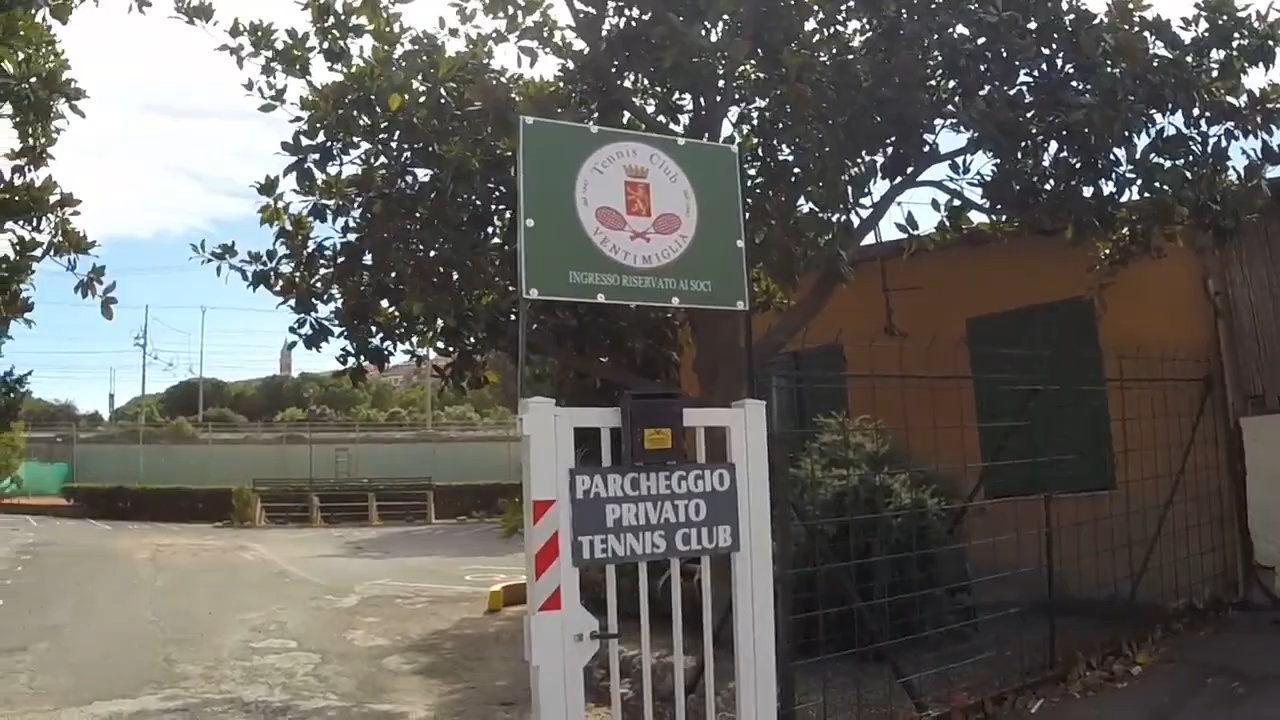 Tennis Club
VENTIMIGLIA
INGRESSO RISERVATO AI SOCI
PARCHEGGIO
PRIVATO
TENNIS CLUB